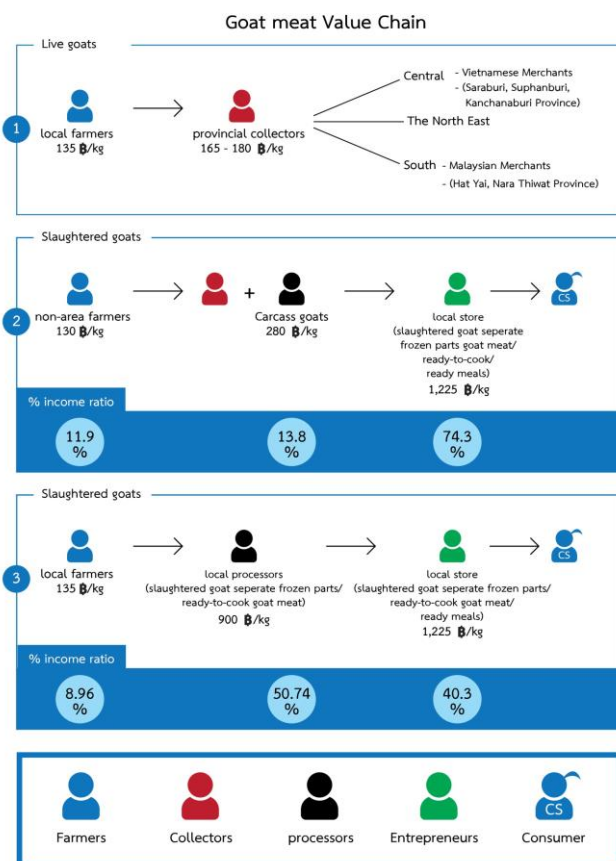 Goat meat Value Chain
Live goats
1
local farmers
135 ฿/kg
provincial collectors
165 - 180 ฿/kg
Central
- Vietnamese Merchants
- (Saraburi, Suphanburi,
Kanchanaburi Province)
The North East
South
- Malaysian Merchants
- (Hat Yai, Nara Thiwat Province)
Slaughtered goats
2
non-area farmers
130 ฿/kg
+
Carcass goats
280 ฿/kg
local store
(slaughtered goat seperate
frozen parts goat meat/
ready-to-cook/
ready meals)
1,225 ฿/kg
CS
% income ratio
11.9
%
13.8
%
74.3
%
Slaughtered goats
3
local farmers
135 ฿/kg
local processors
(slaughtered goat seperate frozen parts/
ready-to-cook goat meat)
900 ฿/kg
local store
(slaughtered goat seperate frozen parts/
ready-to-cook goat meat/
ready meals)
1,225 ฿/kg
CS
% income ratio
8.96
%
50.74
%
40.3
%
CS
Farmers
Collectors
processors
Entrepreneurs
Consumer